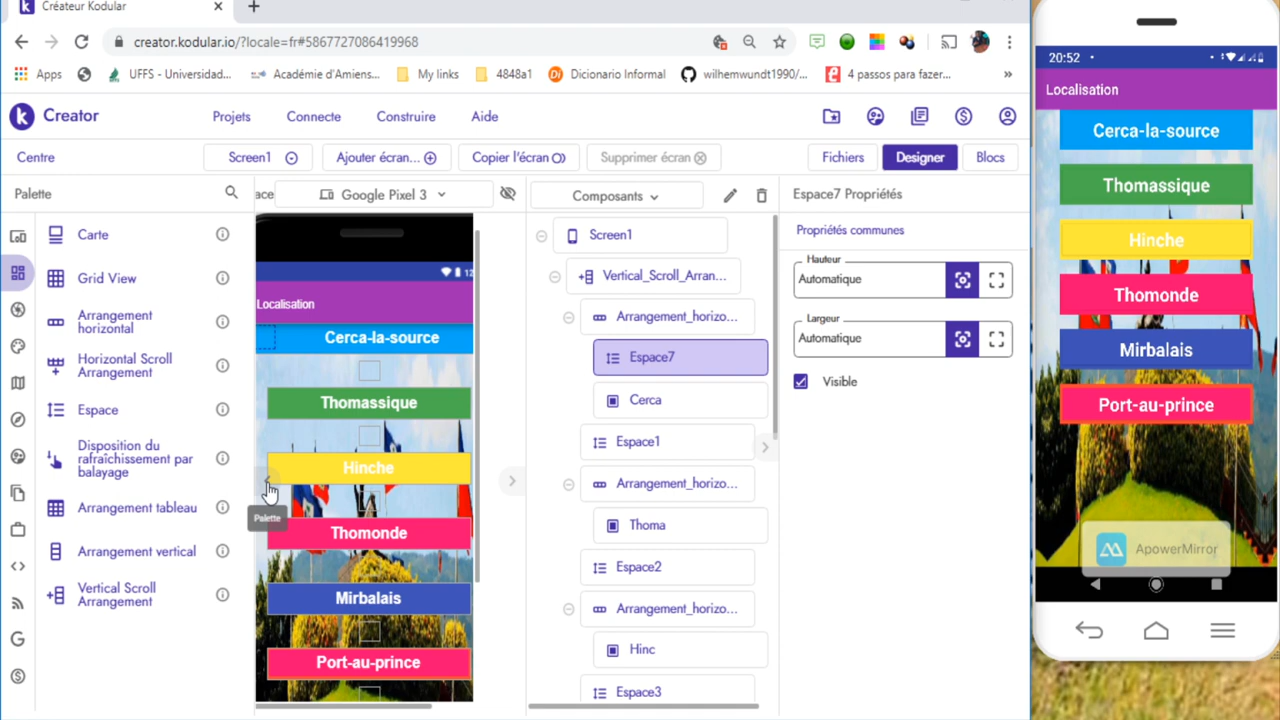 Créateur Kodular
creator.kodular.io/?locale=fr#5867727086419968
Apps
UFFS - Universidad...
Académie d'Amiens...
My links
4848a1
Dicionario Informal
wilhemwundt1990/...
4 passos para fazer...
»
Creator
Projets
Connecte
Construire
Aide
Centre
Screen1
Ajouter écran...
Copier l'écran
Supprimer écran
Fichiers
Designer
Blocs
Palette
Google Pixel 3
Composants
Espace7 Propriétés
Carte
Grid View
Arrangement
horizontal
Horizontal Scroll
Arrangement
Espace
Disposition du
rafraîchissement par
balayage
Arrangement tableau
Arrangement vertical
Vertical Scroll
Arrangement
Palette
12
Localisation
Cerca-la-source
Thomassique
Hinche
Thomonde
Mirbalais
Port-au-prince
Screen1
Vertical_Scroll_Arran...
Arrangement_horizo...
Espace7
Cerca
Espace1
Arrangement_horizo...
Thoma
Espace2
Arrangement_horizo...
Hinc
Espace3
Propriétés communes
Hauteur
Automatique
Largeur
Automatique
Visible
20:52
Localisation
Cerca-la-source
Thomassique
Hinche
Thomonde
Mirbalais
Port-au-prince
ApowerMirror